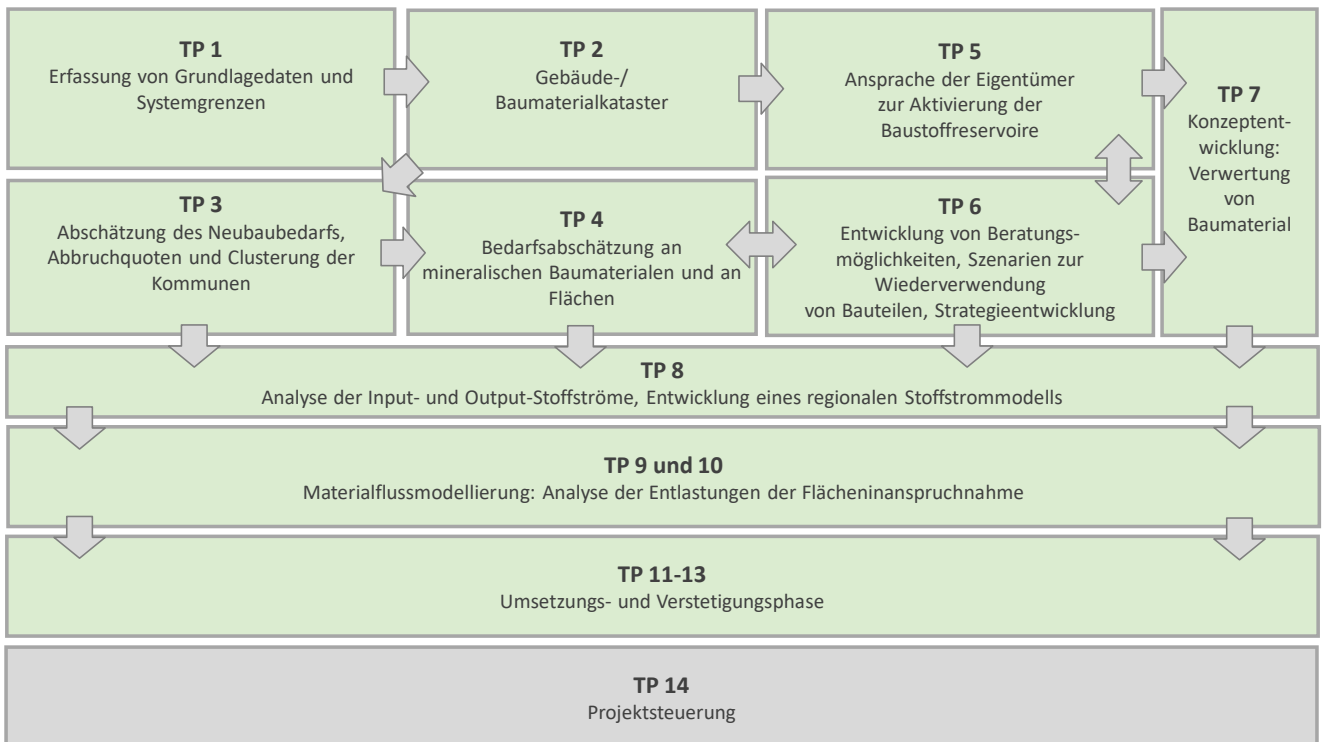 TP 1
Erfassung von Grundlagedaten und
Systemgrenzen
TP 2
Gebäude-/
Baumaterialkataster
TP 5
Ansprache der Eigentümer
zur Aktivierung der
Baustoffreservoire
TP 7
Konzeptent-
wicklung:
Verwertung
von
Baumaterial
TP 3
Abschätzung des Neubaubedarfs,
Abbruchquoten und Clusterung der
Kommunen
TP 4
Bedarfsabschätzung an
mineralischen Baumaterialen und an
Flächen
TP 6
Entwicklung von Beratungs-
möglichkeiten, Szenarien zur
Wiederverwendung
von Bauteilen, Strategieentwicklung
TP 8
Analyse der Input- und Output-Stoffströme, Entwicklung eines regionalen Stoffstrommodells
TP 9 und 10
Materialflussmodellierung: Analyse der Entlastungen der Flächeninanspruchnahme
TP 11-13
Umsetzungs- und Verstetigungsphase
TP 14
Projektsteuerung